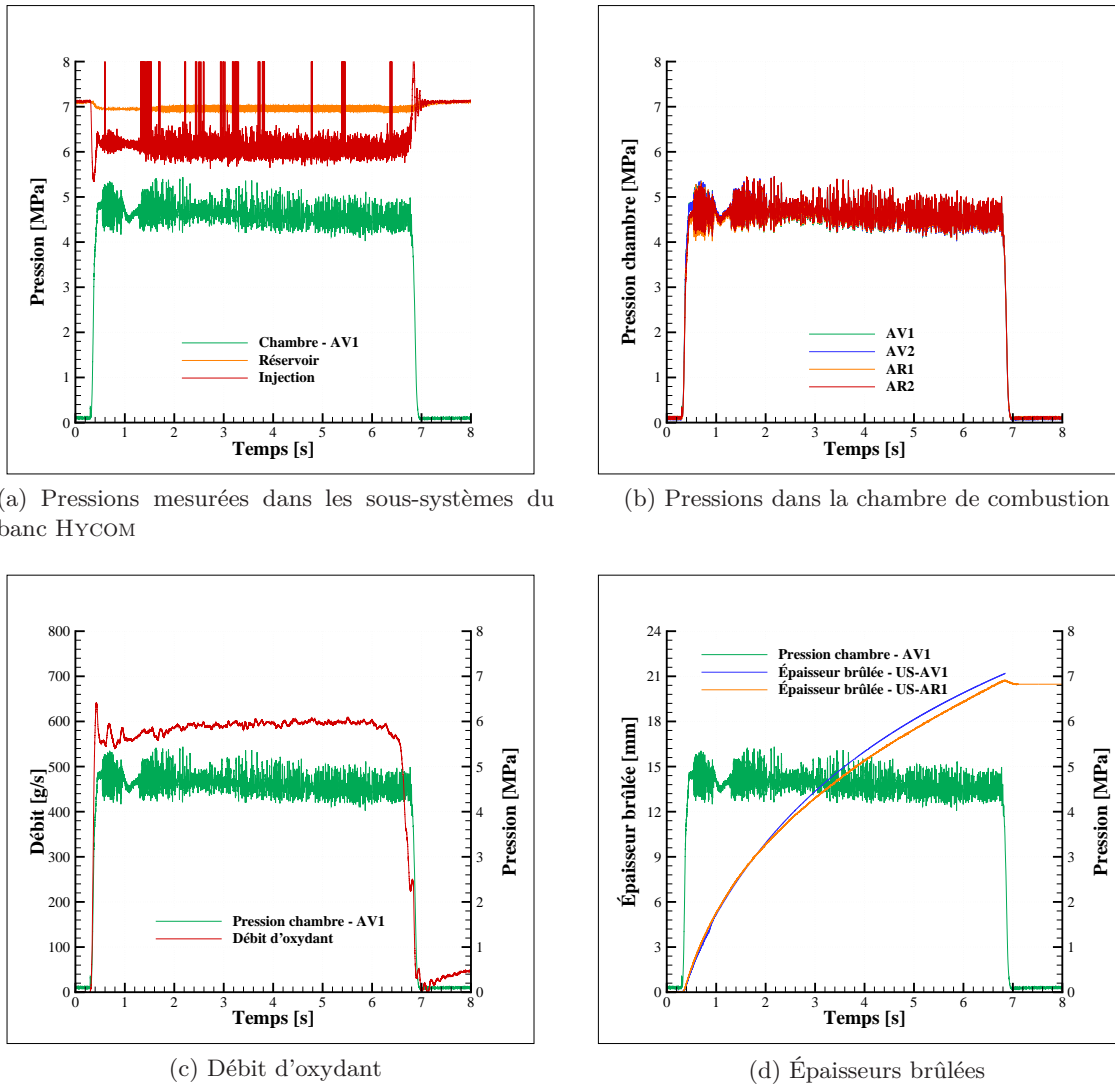 8
7
6
5
4
3
2
1
0
Pression [MPa]
Chambre - AV1
Réservoir
Injection
0 1 2 3 4 5 6 7 8
Temps [s]
(a) Pressions mesurées dans les sous-systèmes du
banc HYCOM
8
7
6
5
4
3
2
1
0
Pression chambre [MPa]
AV1
AV2
AR1
AR2
0 1 2 3 4 5 6 7 8
Temps [s]
(b) Pressions dans la chambre de combustion
800
700
600
500
400
300
200
100
0
Débit [g/s]
Pression chambre - AV1
Débit d'oxydant
8
7
6
5
4
3
2
1
0
Pression [MPa]
0 1 2 3 4 5 6 7 8
Temps [s]
(c) Débit d'oxydant
24
21
18
15
12
9
6
3
0
Épaisseur brûlée [mm]
Pression chambre - AV1
Épaisseur brûlée - US-AV1
Épaisseur brûlée - US-AR1
8
7
6
5
4
3
2
1
0
Pression [MPa]
0 1 2 3 4 5 6 7 8
Temps [s]
(d) Épaisseurs brûlées